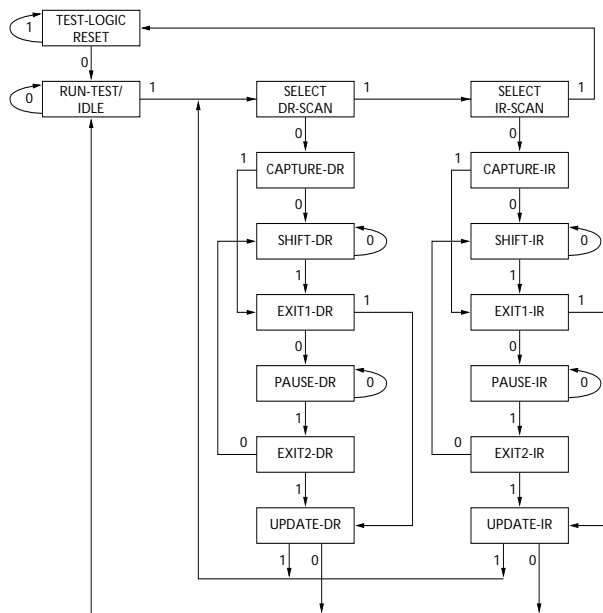 1
TEST-LOGIC
RESET
0
0
RUN-TEST/
IDLE
1
SELECT
DR-SCAN
1
SELECT
IR-SCAN
1
0
0
1
CAPTURE-DR
1
CAPTURE-IR
0
0
SHIFT-DR
0
SHIFT-IR
0
1
1
EXIT1-DR
1
EXIT1-IR
1
0
0
PAUSE-DR
0
PAUSE-IR
0
1
1
0
EXIT2-DR
0
EXIT2-IR
1
1
UPDATE-DR
UPDATE-IR
1
0
1
0